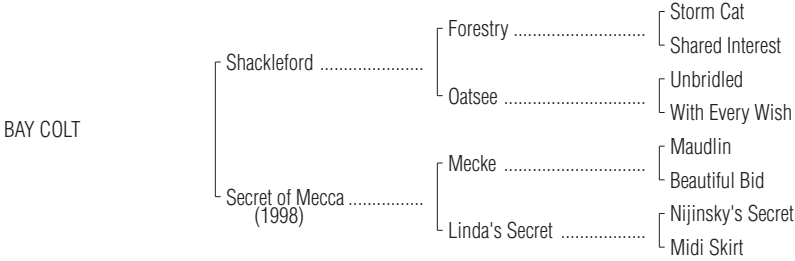 Storm Cat
Forestry ............................
Shared Interest
Shackleford ......................
Unbridled
Oatsee ..............................
With Every Wish
BAY COLT
Maudlin
Mecke ..............................
Beautiful Bid
Secret of Mecca ................
(1998)
Nijinsky's Secret
Linda's Secret ..................
Midi Skirt